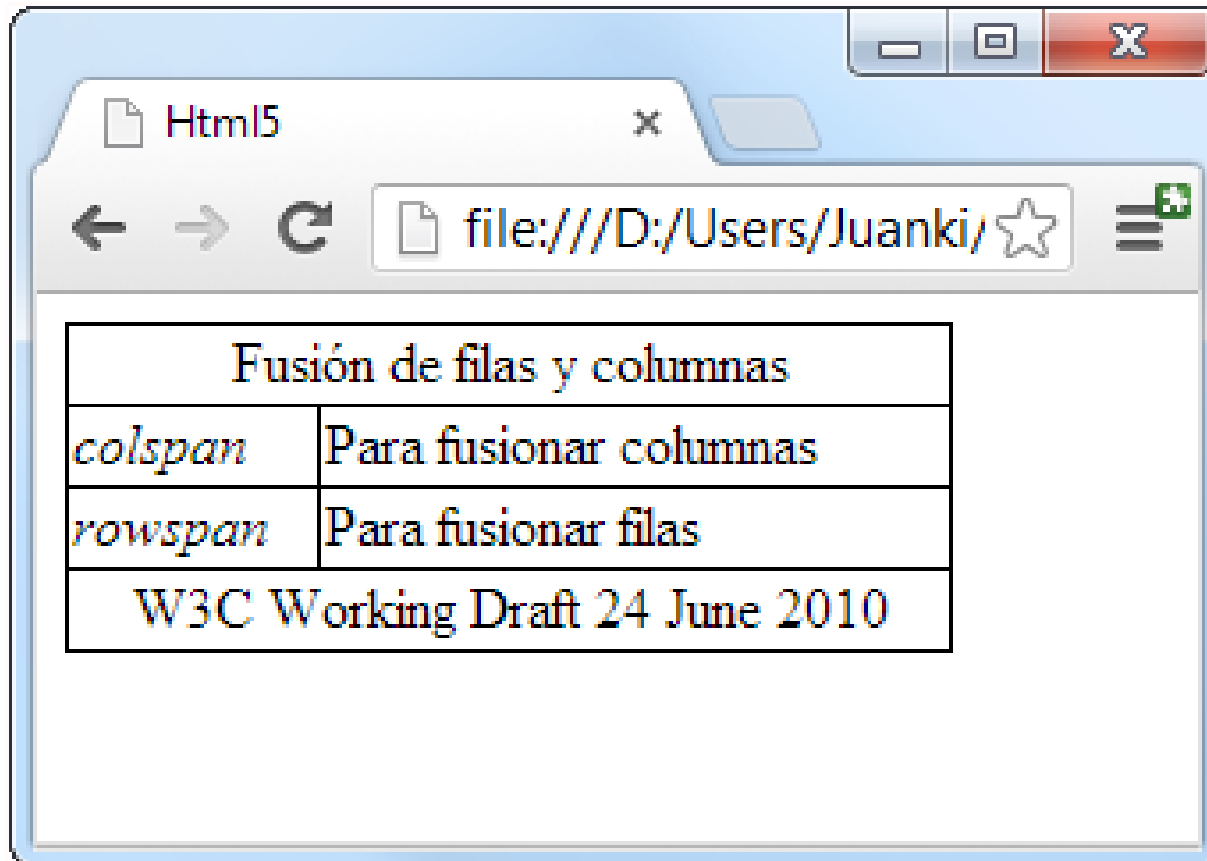 Html5
file:///D:/Users/Juanki/
Fusión de filas y columnas
colspan Para fusionar columnas
rowspan Para fusionar filas
W3C Working Draft 24 June 2010